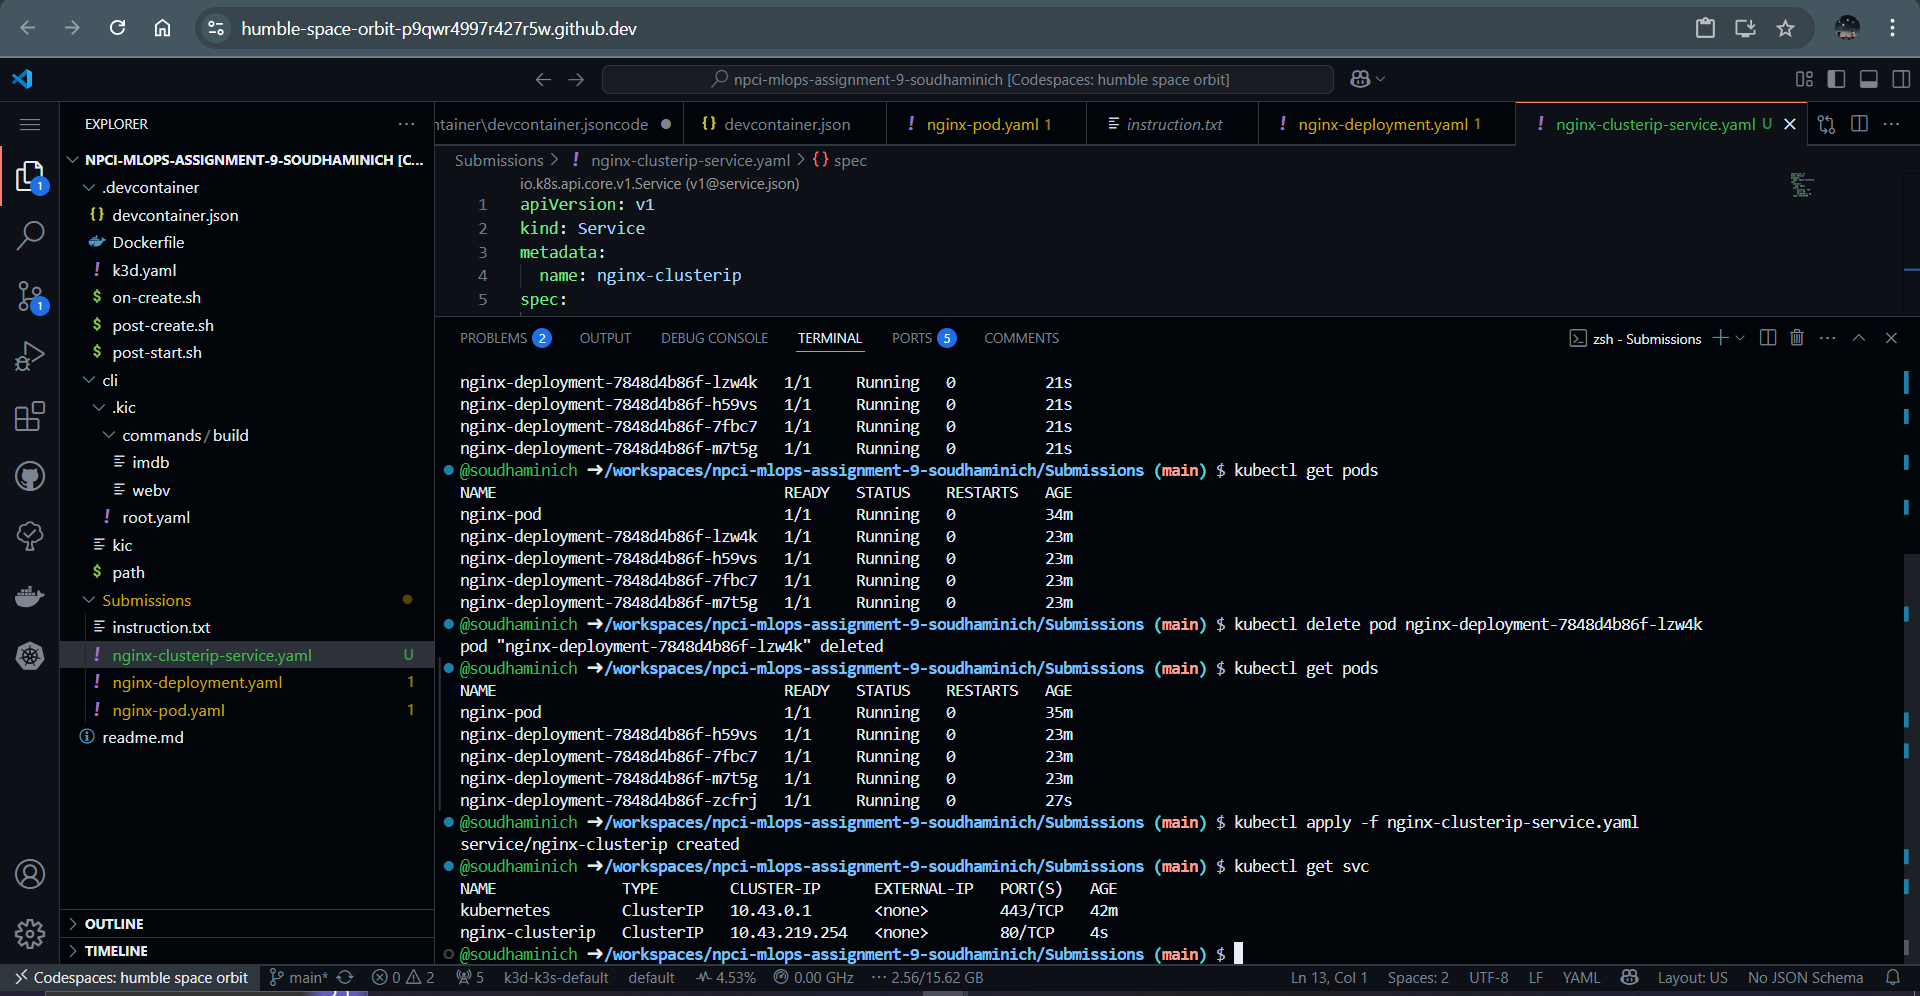 humble-space-orbit-p9qwr4997r427r5w.github.dev
npci-mlops-assignment-9-soudhaminich [Codespaces: humble space orbit]
EXPLORER
NPCI-MLOPS-ASSIGNMENT-9-SOUDHAMINICH [C...
.devcontainer
{} devcontainer.json
Dockerfile
! k3d.yaml
$ on-create.sh
$ post-create.sh
$ post-start.sh
cli
.kic
commands / build
imdb
webv
! root.yaml
kic
$ path
Submissions
instruction.txt
! nginx-clusterip-service.yaml U
! nginx-deployment.yaml 1
! nginx-pod.yaml 1
readme.md
OUTLINE
TIMELINE
1
1
ntainer\devcontainer.jsoncode
{} devcontainer.json
! nginx-pod.yaml 1
instruction.txt
! nginx-deployment.yaml 1
! nginx-clusterip-service.yaml U
Submissions > ! nginx-clusterip-service.yaml > {} spec
io.k8s.api.core.v1.Service (v1@service.json)
1 apiVersion: v1
2 kind: Service
3 metadata:
4 name: nginx-clusterip
5 spec:
PROBLEMS 2 OUTPUT DEBUG CONSOLE TERMINAL PORTS 5 COMMENTS
zsh - Submissions
nginx-deployment-7848d4b86f-lzw4k 1/1 Running 0 21s
nginx-deployment-7848d4b86f-h59vs 1/1 Running 0 21s
nginx-deployment-7848d4b86f-7fbc7 1/1 Running 0 21s
nginx-deployment-7848d4b86f-m7t5g 1/1 Running 0 21s
@soudhaminich ➜/workspaces/npci-mlops-assignment-9-soudhaminich/Submissions (main) $ kubectl get pods
NAME READY STATUS RESTARTS AGE
nginx-pod 1/1 Running 0 34m
nginx-deployment-7848d4b86f-lzw4k 1/1 Running 0 23m
nginx-deployment-7848d4b86f-h59vs 1/1 Running 0 23m
nginx-deployment-7848d4b86f-7fbc7 1/1 Running 0 23m
nginx-deployment-7848d4b86f-m7t5g 1/1 Running 0 23m
@soudhaminich ➜/workspaces/npci-mlops-assignment-9-soudhaminich/Submissions (main) $ kubectl delete pod nginx-deployment-7848d4b86f-lzw4k
pod "nginx-deployment-7848d4b86f-lzw4k" deleted
@soudhaminich ➜/workspaces/npci-mlops-assignment-9-soudhaminich/Submissions (main) $ kubectl get pods
NAME READY STATUS RESTARTS AGE
nginx-pod 1/1 Running 0 35m
nginx-deployment-7848d4b86f-h59vs 1/1 Running 0 23m
nginx-deployment-7848d4b86f-7fbc7 1/1 Running 0 23m
nginx-deployment-7848d4b86f-m7t5g 1/1 Running 0 23m
nginx-deployment-7848d4b86f-zcfrj 1/1 Running 0 27s
@soudhaminich ➜/workspaces/npci-mlops-assignment-9-soudhaminich/Submissions (main) $ kubectl apply -f nginx-clusterip-service.yaml
service/nginx-clusterip created
@soudhaminich ➜/workspaces/npci-mlops-assignment-9-soudhaminich/Submissions (main) $ kubectl get svc
NAME TYPE CLUSTER-IP EXTERNAL-IP PORT(S) AGE
kubernetes ClusterIP 10.43.0.1 <none> 443/TCP 42m
nginx-clusterip ClusterIP 10.43.219.254 <none> 80/TCP 4s
@soudhaminich ➜/workspaces/npci-mlops-assignment-9-soudhaminich/Submissions (main) $
Codespaces: humble space orbit main* 0 2 5 k3d-k3s-default default 4.53% 0.00 GHz 2.56/15.62 GB Ln 13, Col 1 Spaces: 2 UTF-8 LF YAML Layout: US No JSON Schema